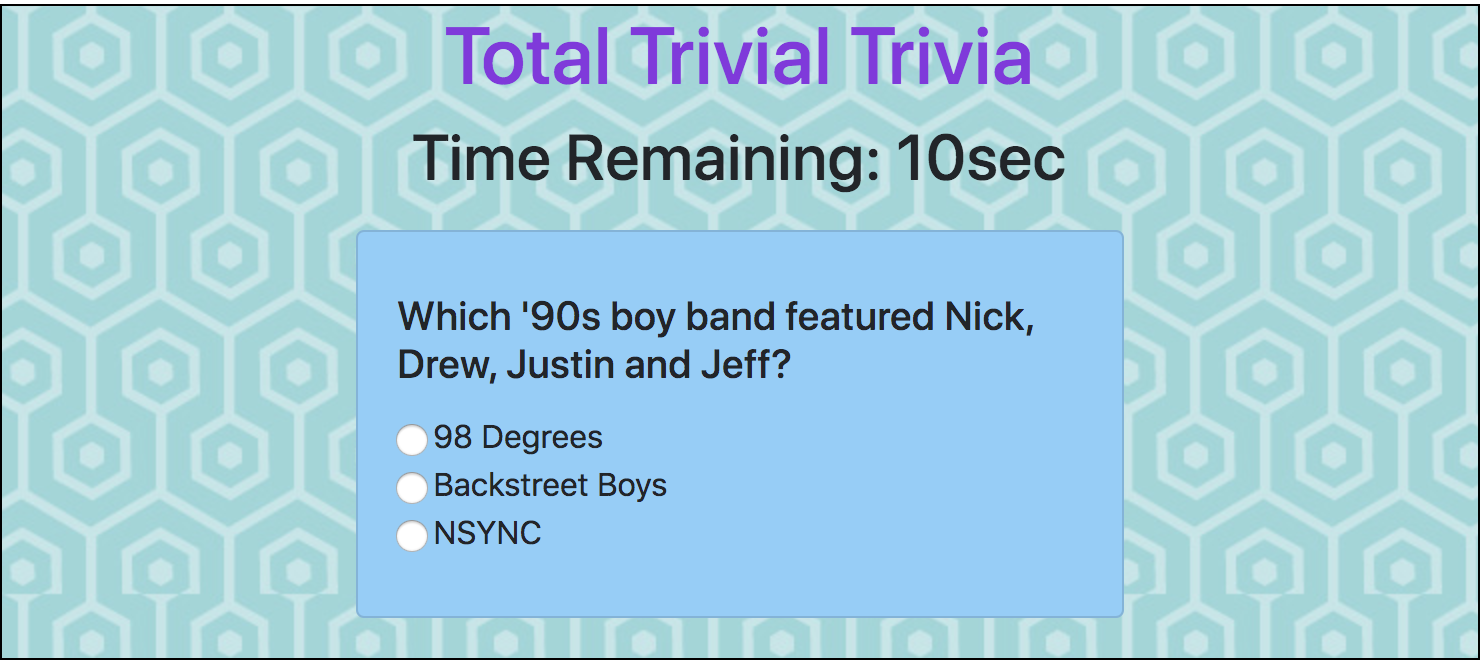 Total Trivial Trivia
Time Remaining: 10sec
Which '90s boy band featured Nick,
Drew, Justin and Jeff?
98 Degrees
Backstreet Boys
NSYNC